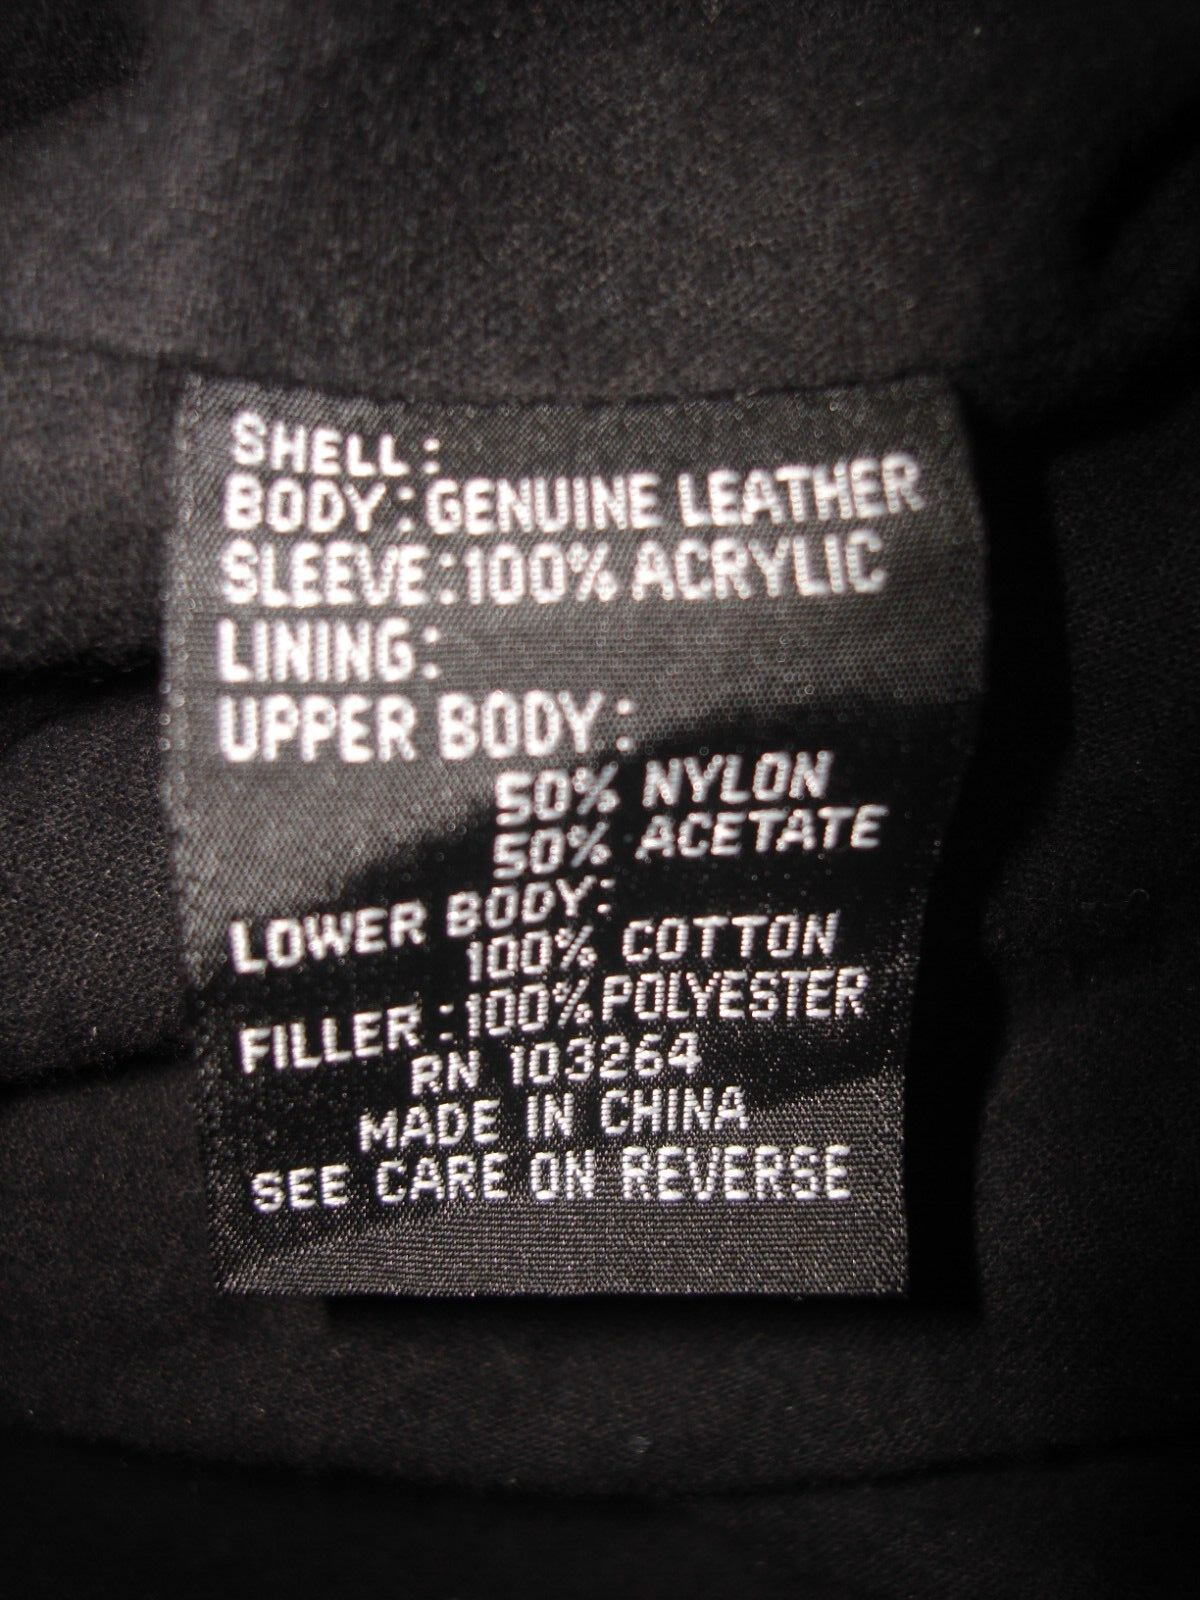 SHELL:
BODY:GENUINE LEATHER
SLEEVE:100% ACRYLIC
LINING:
UPPER BODY:
50% NYLON
50% ACETATE
LOWER BODY:
100% COTTON
FILLER:100% POLYESTER
RN 103264
MADE IN CHINA
SEE CARE ON REVERSE